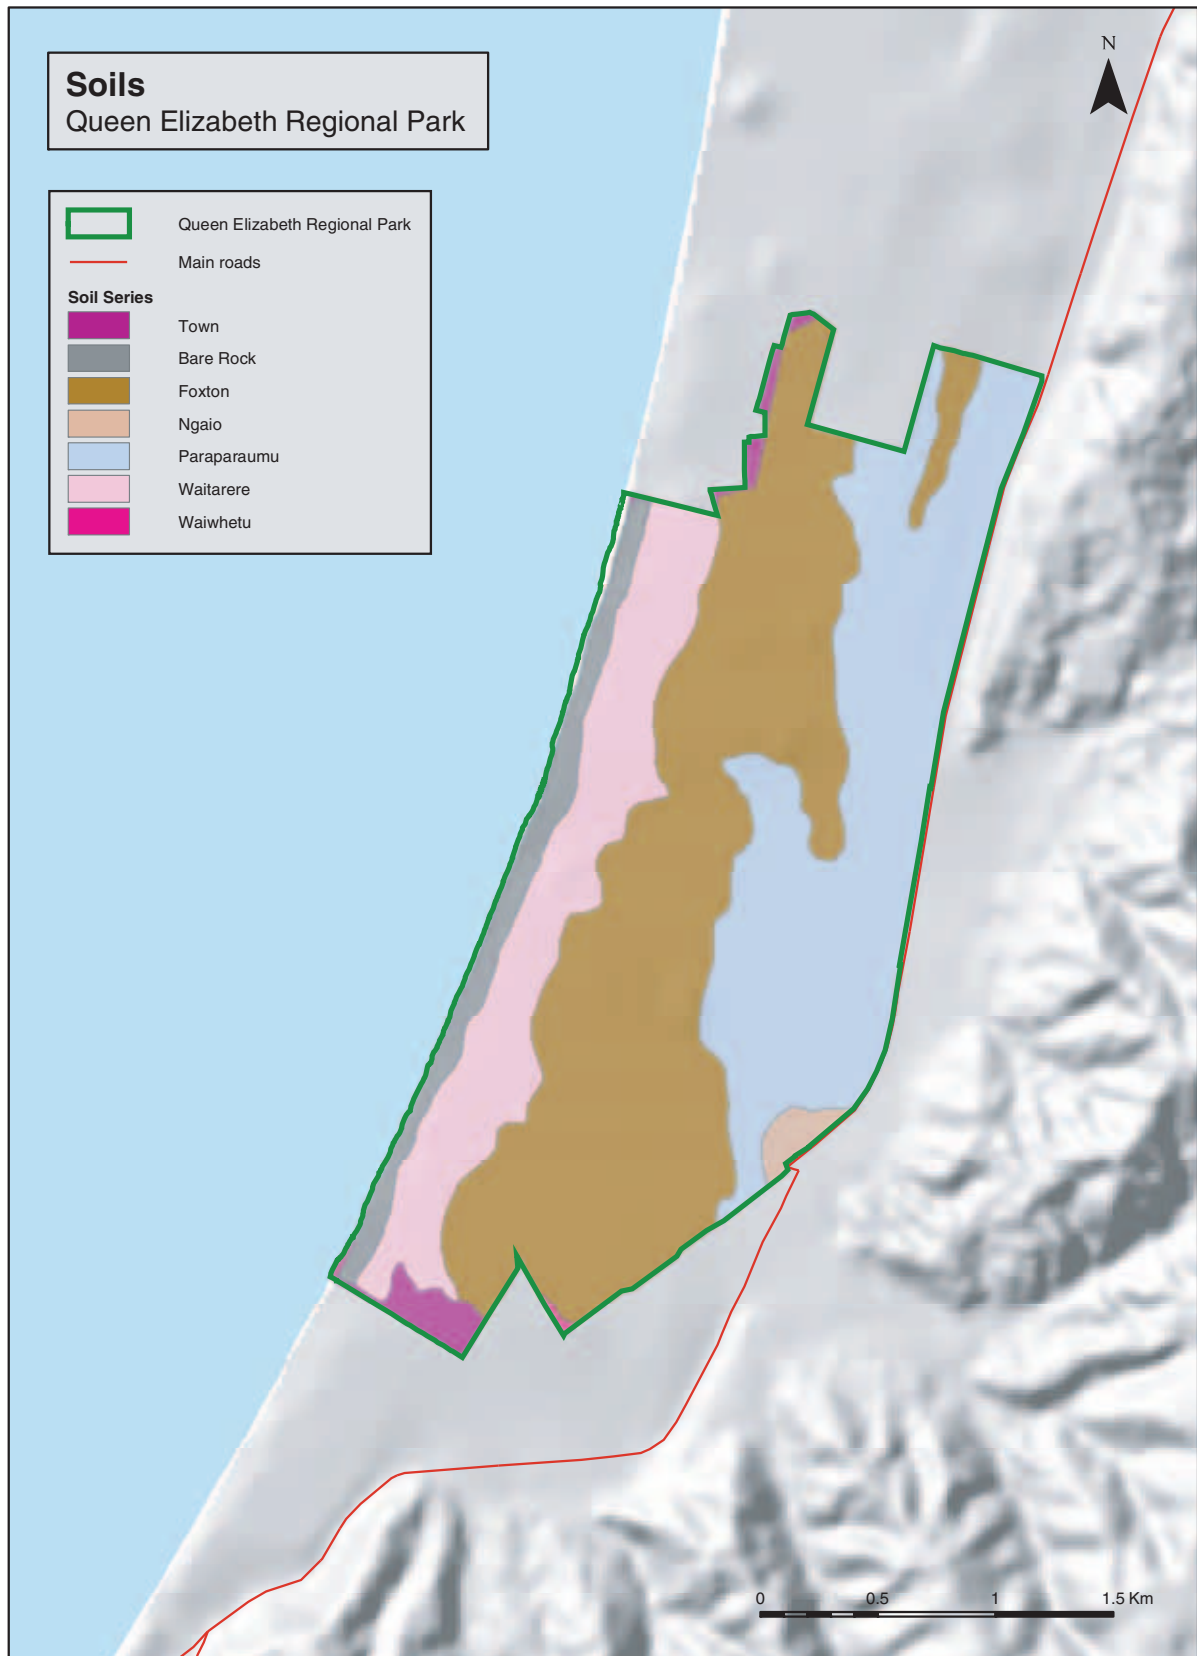 N
Soils
Queen Elizabeth Regional Park
Queen Elizabeth Regional Park
Main roads
Soil Series
Town
Bare Rock
Foxton
Ngaio
Paraparaumu
Waitarere
Waiwhetu
0 0.5 1 1.5 Km